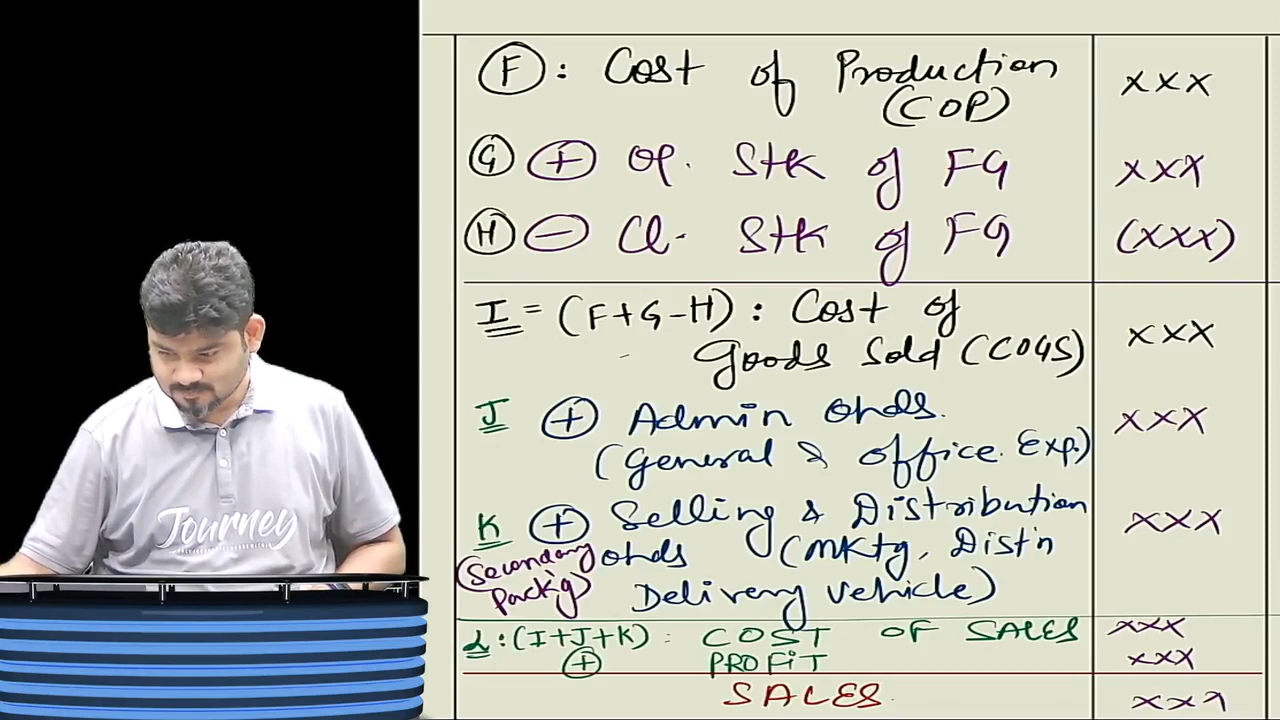 F : Cost of Production xxx
(COP)
G + Op. Stk of FG xxx
H - Cl. Stk of FG (xxx)
I = (F+G-H) : Cost of
Goods Sold (COGS) xxx
J + Admin ohds. xxx
(General & office. Exp.)
K + Selling & Distribution xxx
(Secondary Packig) ohds (Mktg, Distn
Delivery vehicle)
L : (I+J+K) : COST OF SALES xxx
+ PROFIT xxx
SALES. xxx
Journey